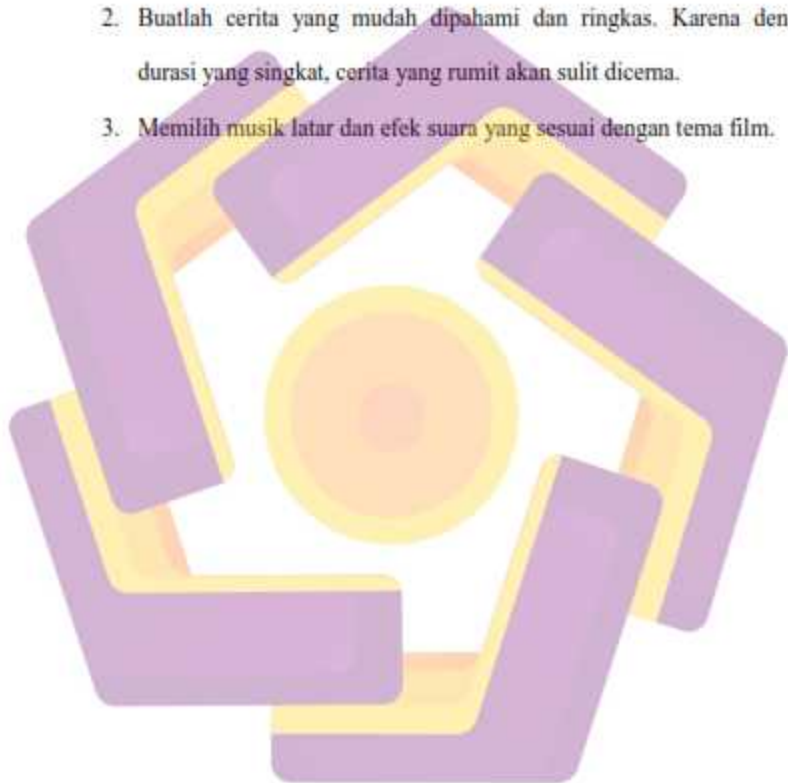 2. Buatlah cerita yang mudah dipahami dan ringkas. Karena den
durasi yang singkat, cerita yang rumit akan sulit dicerna.
3. Memilih musik latar dan efek suara yang sesuai dengan tema film.